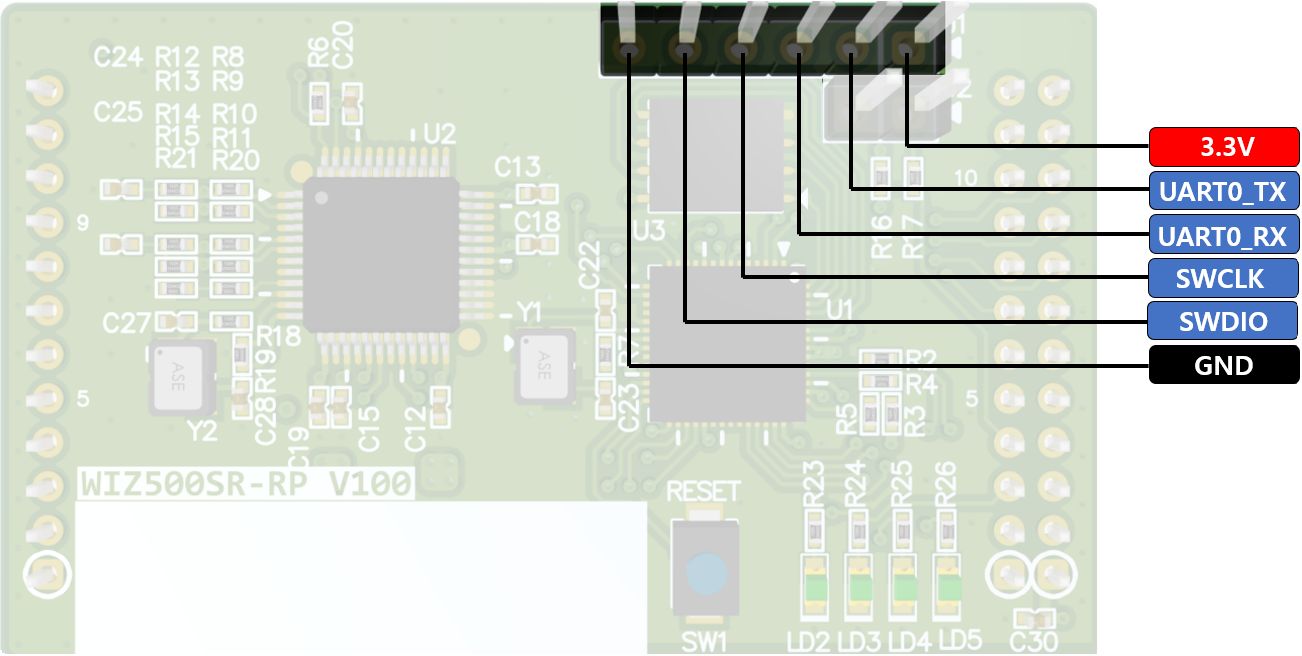 C24 R12 R8
R13 R9
C25 R14 R10
R15 R11
R21 R20
R6
C20
U2
C13
C18
9
U3
C22
10
R16
R17
3.3V
UART0_TX
UART0_RX
SWCLK
SWDIO
GND
C27
R18
R19
C28
Y1
U1
ASE
ASE
Y2
C19
C15
C12
C23
R2
R4
R5
R3
5
5
WIZ500SR-RP V100
RESET
R23
R24
R25
R26
SW1
LD2 LD3 LD4 LD5
C30